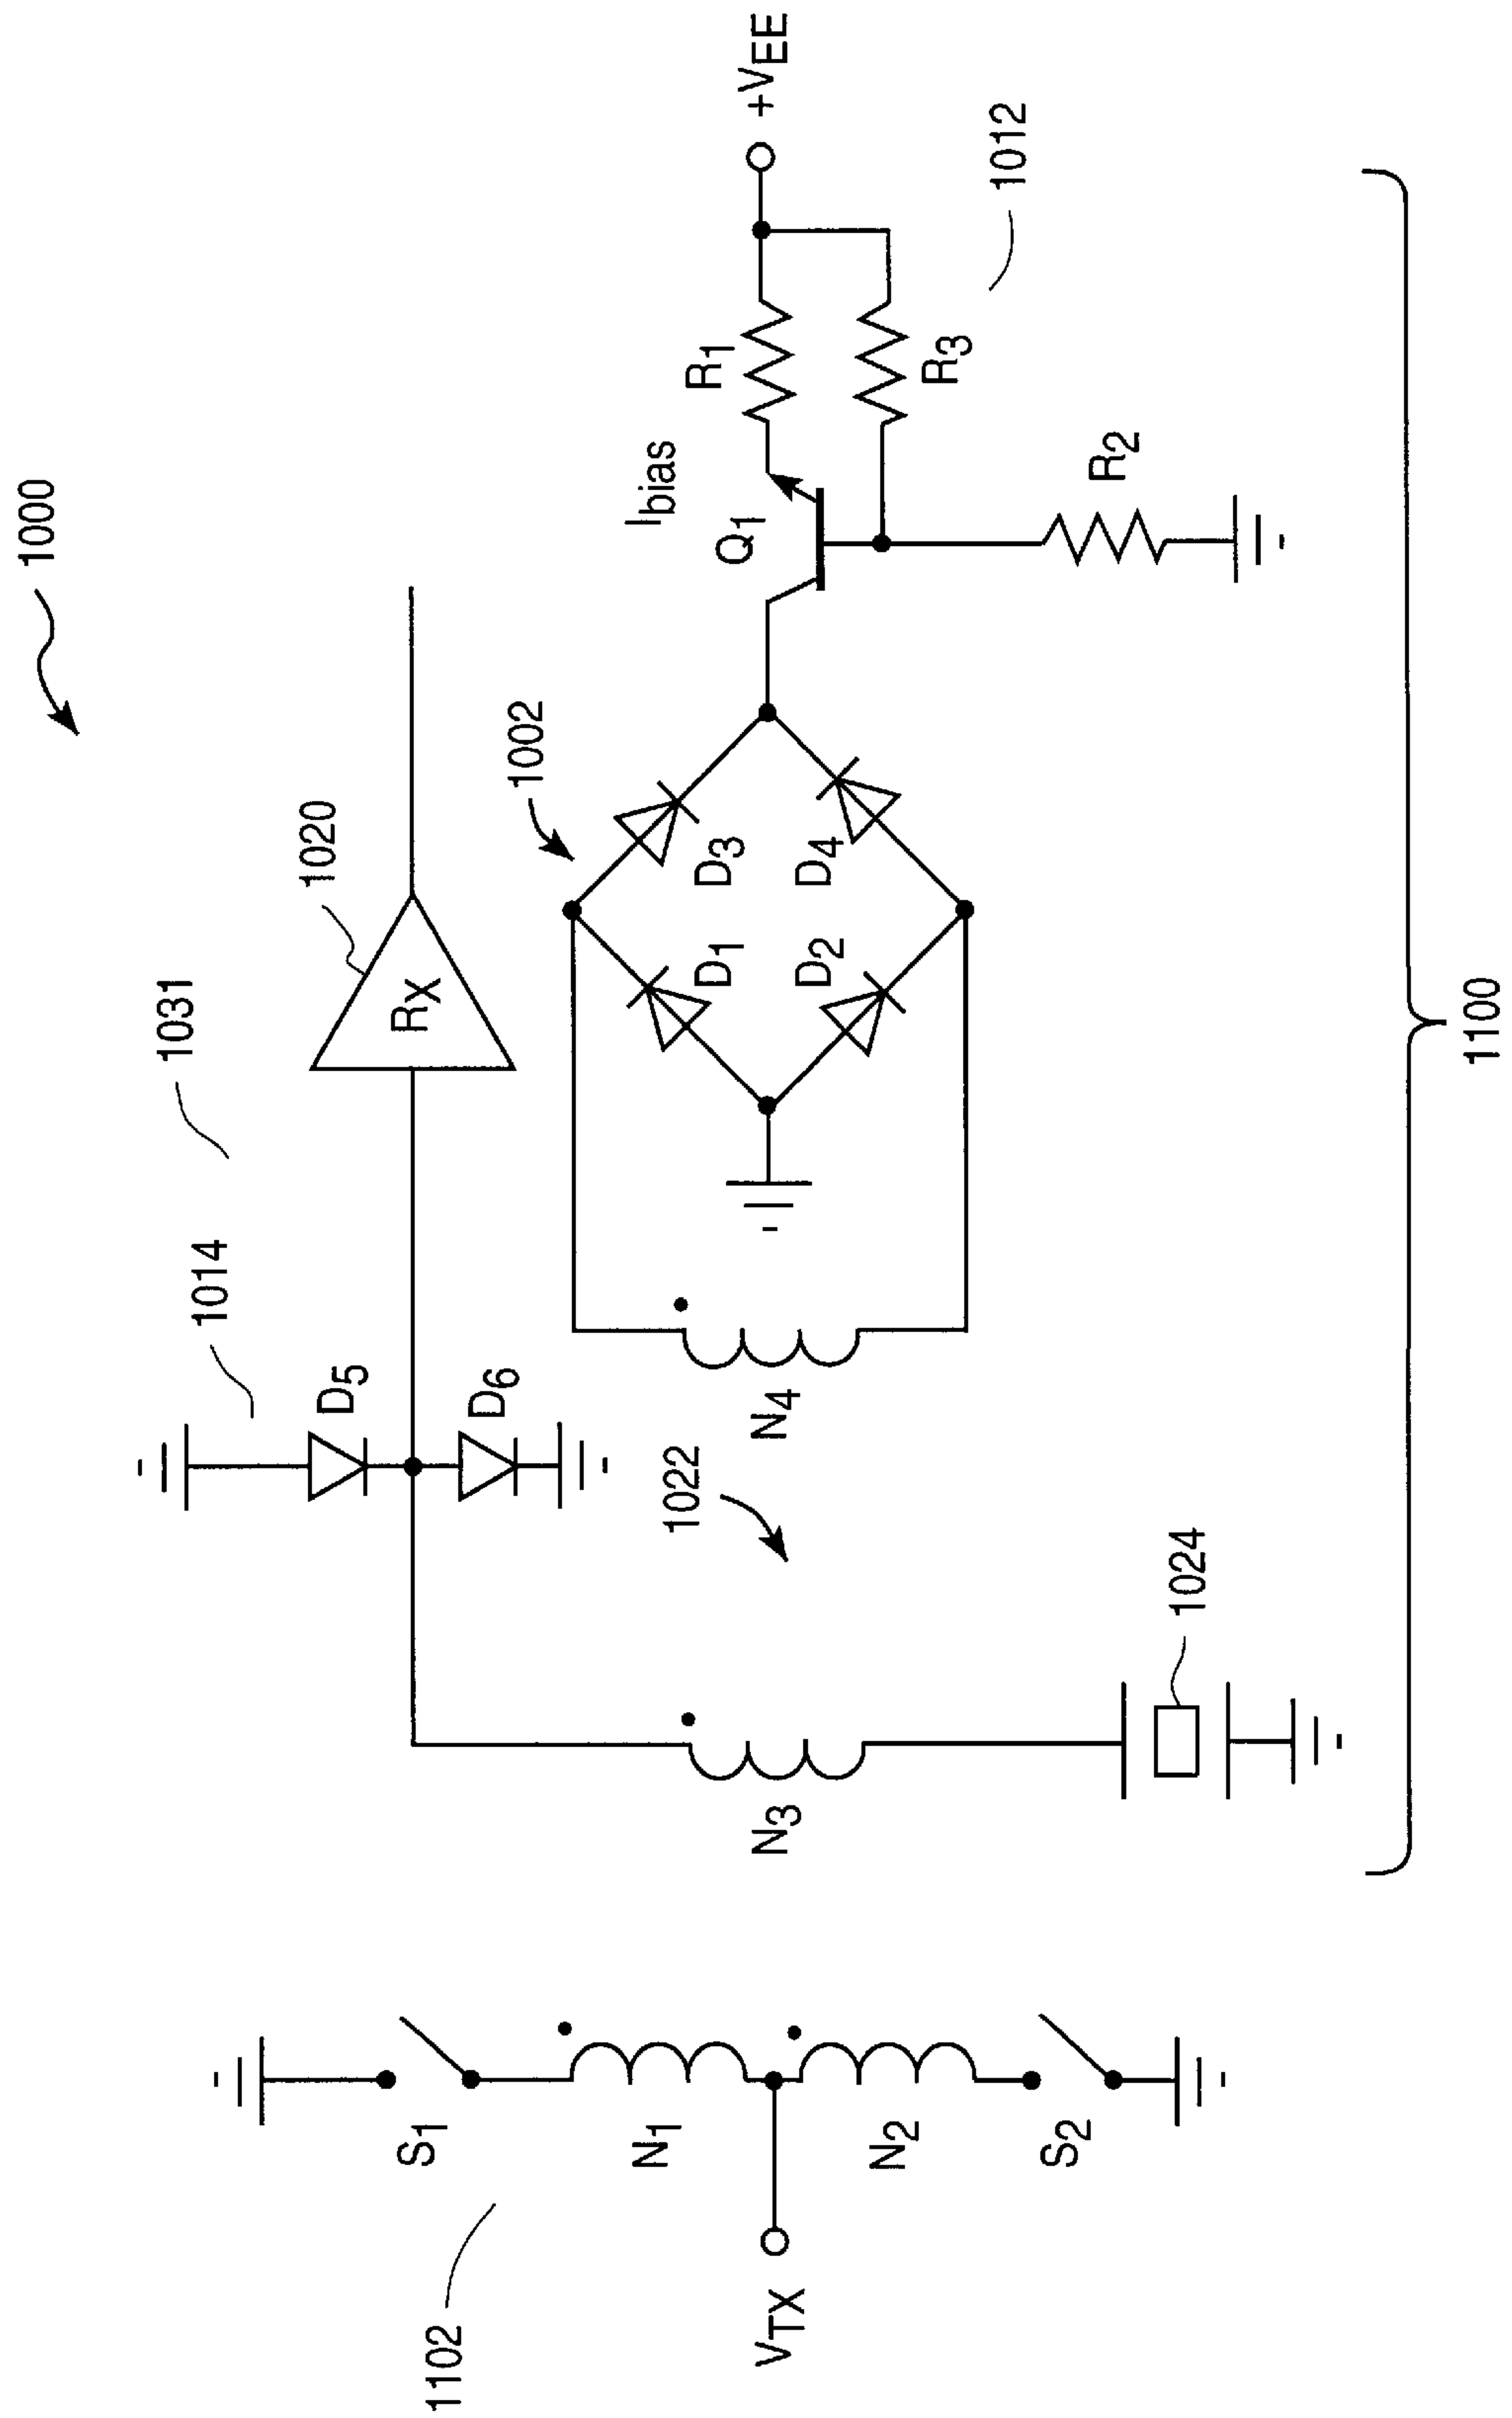 1000
1031
1014
1020
1002
D5
D6
RX
D3
D1
D4
D2
Ibias
Q1
R1
R3
R2
+VEE
1012
N4
1022
N3
1024
S1
N1
N2
S2
VTX
1102
1100